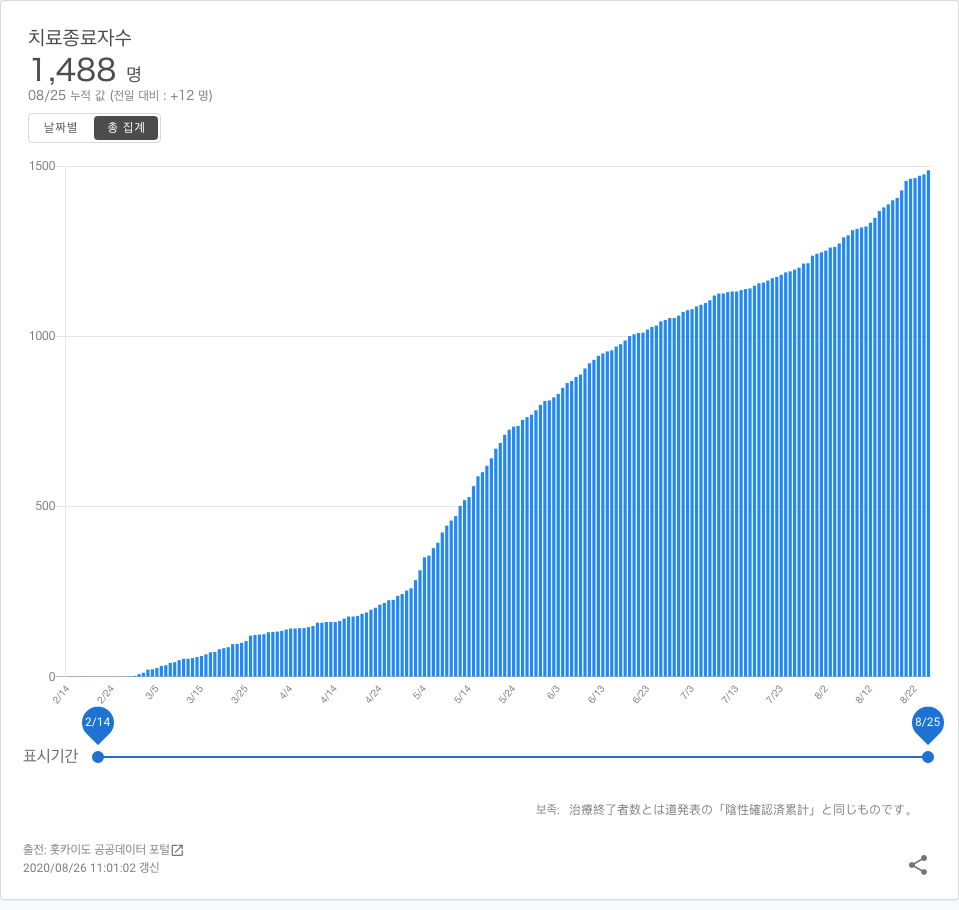 치료종료자수
1,488 명
08/25 누적 값 (전일 대비 : +12 명)
날짜별 총 집계
1500
1000
500
0
2/14 2/24 3/5 3/15 3/25 4/4 4/14 4/24 5/4 5/14 5/24 6/3 6/13 6/23 7/3 7/13 7/23 8/2 8/12 8/22
2/14 8/25
표시기간
보족: 治療終了者数とは道発表の「陰性確認済累計」と同じものです。
출전: 홋카이도 공공데이터 포털
2020/08/26 11:01:02 갱신